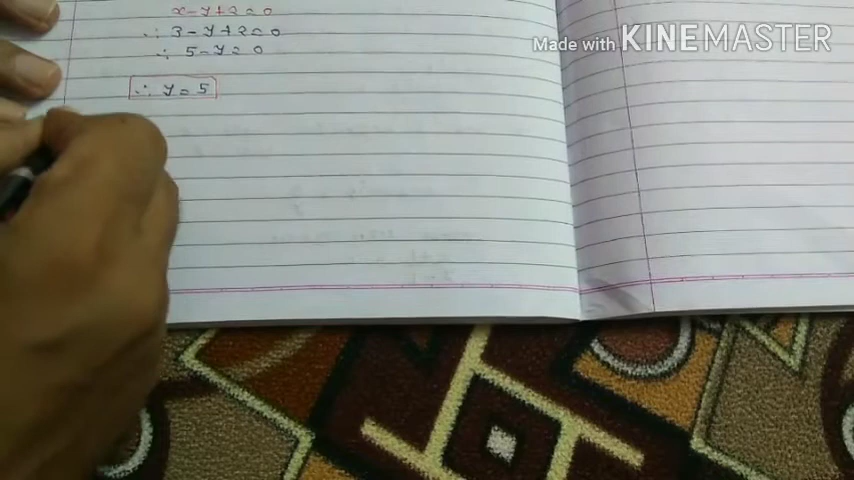 x-y+2=0
∴ 3-y+2=0
∴ 5-y=0
∴ y=5
Made with KINEMASTER